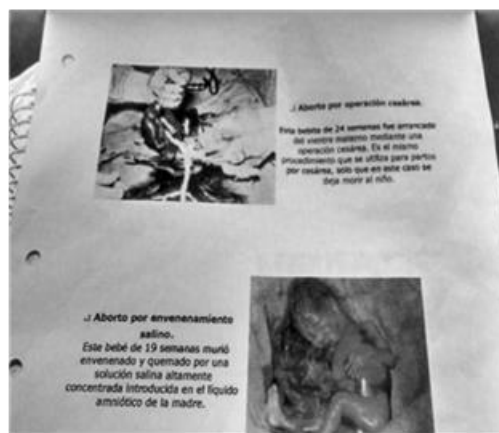 .: Aborto por operación cesárea.
Esta bebita de 24 semanas fue arrancada
del vientre materno mediante una
operación cesárea. Es el mismo
procedimiento que se utiliza para partos
por cesárea, sólo que en este caso se
deja morir al niño.
.: Aborto por envenenamiento
salino.
Este bebé de 19 semanas murió
envenenado y quemado por una
solución salina altamente
concentrada introducida en el líquido
amniótico de la madre.